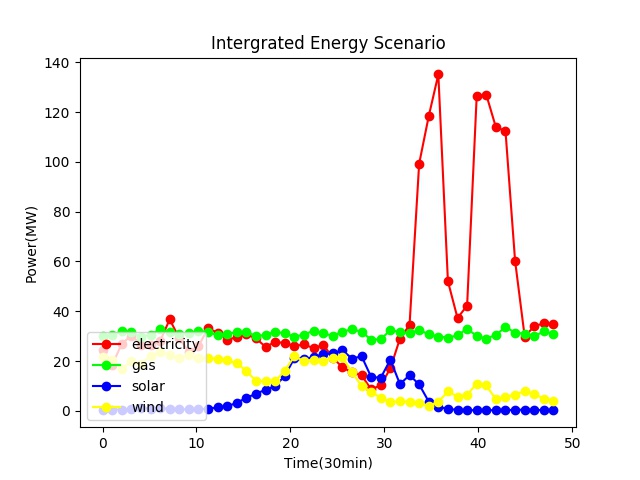 Intergrated Energy Scenario
140
120
100
80
60
40
20
0
Power(MW)
electricity
gas
solar
wind
0 10 20 30 40 50
Time(30min)